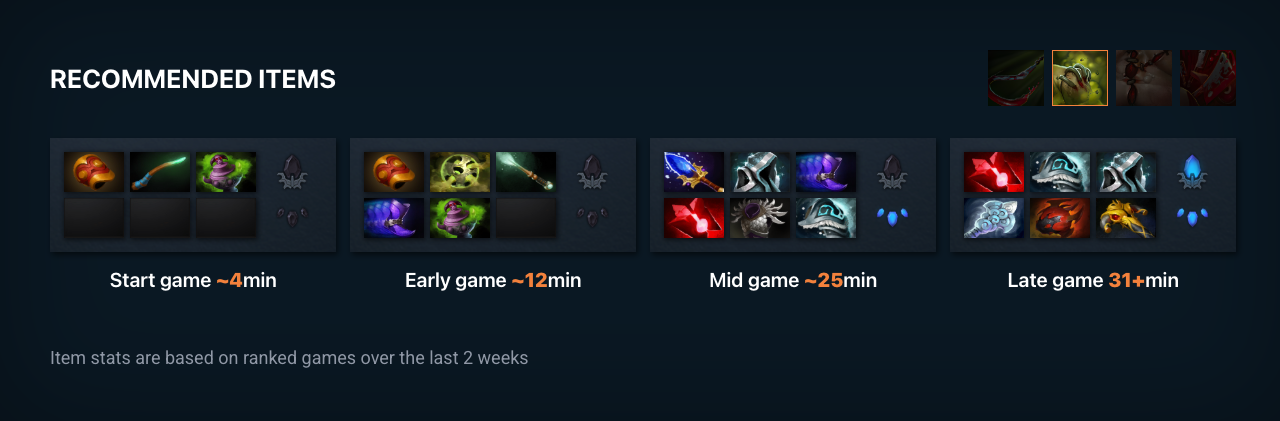 RECOMMENDED ITEMS
Start game ~4min
Early game ~12min
Mid game ~25min
Late game 31+min
Item stats are based on ranked games over the last 2 weeks